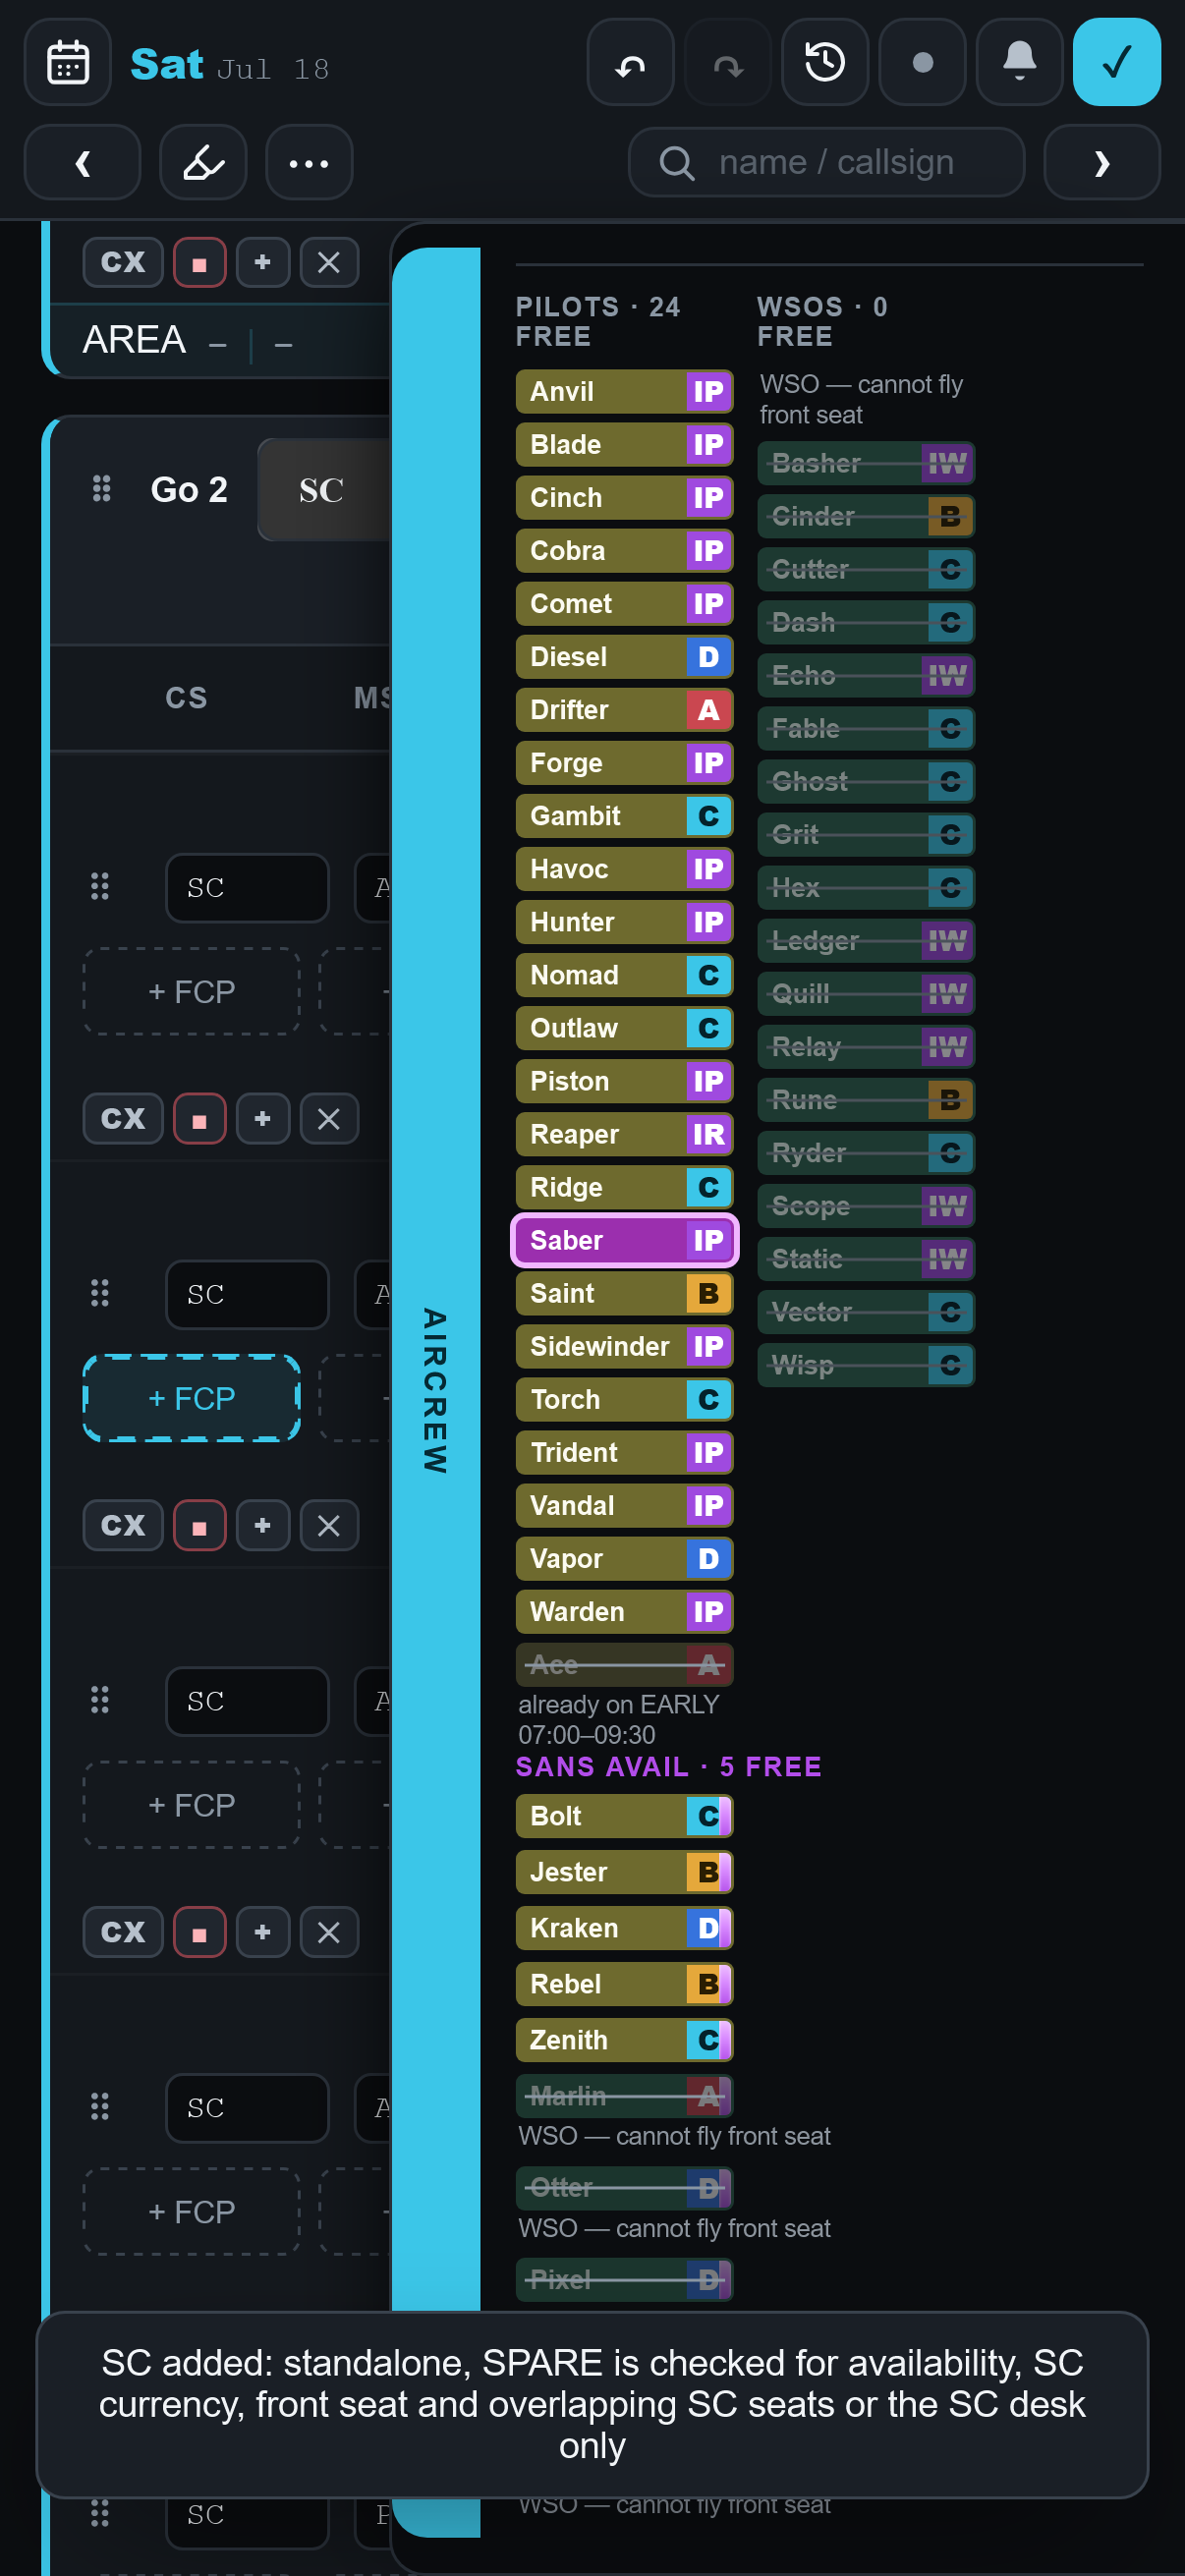 Sat Jul 18
name / callsign
CX
AREA – | –
Go 2 SC
CS MS
SC A
+ FCP
CX
SC A
+ FCP
CX
SC A
+ FCP
CX
SC A
+ FCP
SC
AIRCREW
PILOTS · 24
FREE
Anvil IP
Blade IP
Cinch IP
Cobra IP
Comet IP
Diesel D
Drifter A
Forge IP
Gambit C
Havoc IP
Hunter IP
Nomad C
Outlaw C
Piston IP
Reaper IR
Ridge C
Saber IP
Saint B
Sidewinder IP
Torch C
Trident IP
Vandal IP
Vapor D
Warden IP
Ace A
already on EARLY
07:00–09:30
WSOS · 0
FREE
WSO — cannot fly
front seat
Basher IW
Cinder B
Cutter C
Dash C
Echo IW
Fable C
Ghost C
Grit C
Hex C
Ledger IW
Quill IW
Relay IW
Rune B
Ryder C
Scope IW
Static IW
Vector C
Wisp C
SANS AVAIL · 5 FREE
Bolt C
Jester B
Kraken D
Rebel B
Zenith C
Marlin A
WSO — cannot fly front seat
Otter D
WSO — cannot fly front seat
Pixel D
WSO — cannot fly front seat
SC added: standalone, SPARE is checked for availability, SC
currency, front seat and overlapping SC seats or the SC desk
only